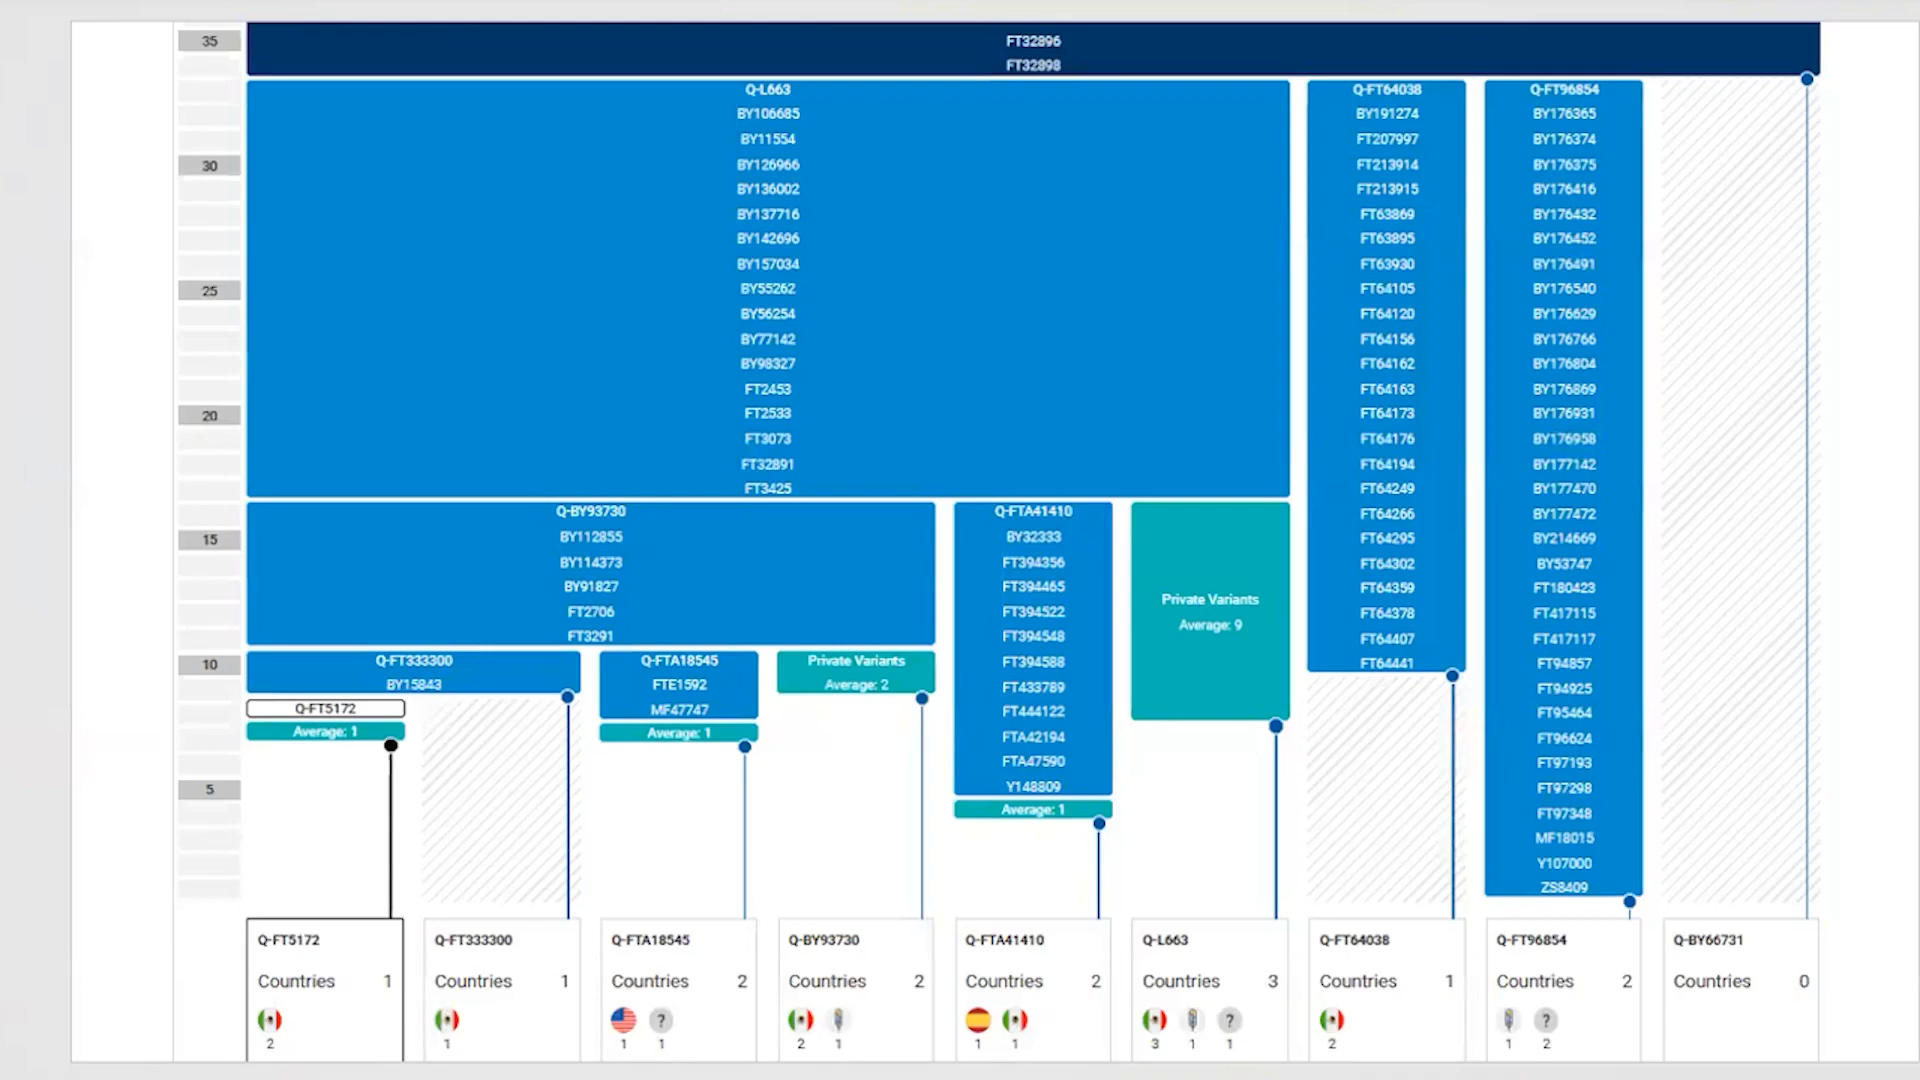 35
30
25
20
15
10
5
FT32896
FT32898
Q-L663
BY106685
BY11554
BY126966
BY136002
BY137716
BY142696
BY157034
BY55262
BY56254
BY77142
BY98327
FT2453
FT2533
FT3073
FT32891
FT3425
Q-FT64038
BY191274
FT207997
FT213914
FT213915
FT63869
FT63895
FT63930
FT64105
FT64120
FT64156
FT64162
FT64163
FT64173
FT64176
FT64194
FT64249
FT64266
FT64295
FT64302
FT64359
FT64378
FT64407
FT64441
Q-FT96854
BY176365
BY176374
BY176375
BY176416
BY176432
BY176452
BY176491
BY176540
BY176629
BY176766
BY176804
BY176869
BY176931
BY176958
BY177142
BY177470
BY177472
BY214669
BY53747
FT180423
FT417115
FT417117
FT94857
FT94925
FT95464
FT96624
FT97193
FT97298
FT97348
MF18015
Y107000
ZS8409
Q-BY93730
BY112855
BY114373
BY91827
FT2706
FT3291
Q-FTA41410
BY32333
FT394356
FT394465
FT394522
FT394548
FT394588
FT433789
FT444122
FTA42194
FTA47590
Y148809
Average: 1
Private Variants
Average: 9
Q-FT333300
BY15843
Q-FT5172
Average: 1
Q-FTA18545
FTE1592
MF47747
Average: 1
Private Variants
Average: 2
Q-FT5172
Countries 1
2
Q-FT333300
Countries 1
1
Q-FTA18545
Countries 2
?
1 1
Q-BY93730
Countries 2
2 1
Q-FTA41410
Countries 2
1 1
Q-L663
Countries 3
?
3 1 1
Q-FT64038
Countries 1
2
Q-FT96854
Countries 2
?
1 2
Q-BY66731
Countries 0